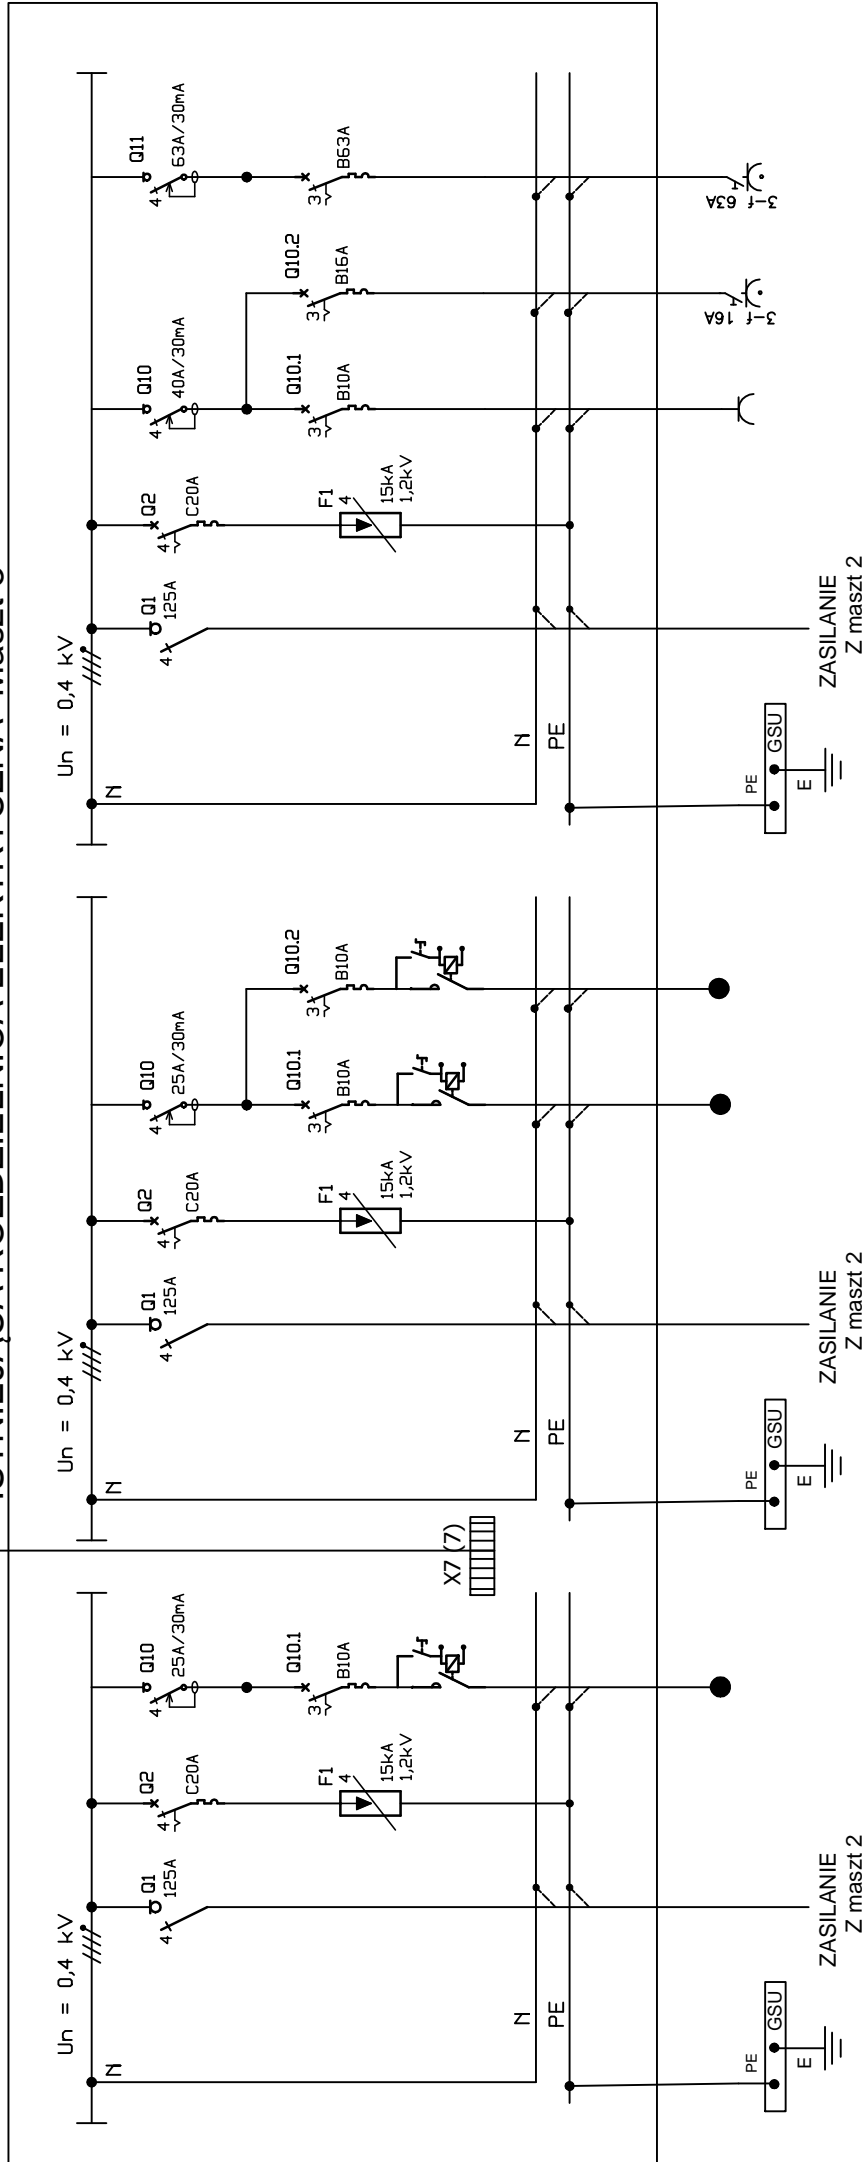 Un = 0,4 kV
N
Q1
125A
4
Q2
C20A
4
F1
4
15kA
1,2kV
Q10
25A/30mA
4
Q10.1
B10A
3
N
PE
PE
GSU
E
ZASILANIE
Z maszt 2
X7 (7)
Un = 0,4 kV
N
Q1
125A
4
Q2
C20A
4
F1
4
15kA
1,2kV
Q10
25A/30mA
4
Q10.1
B10A
3
Q10.2
B10A
3
N
PE
PE
GSU
E
ZASILANIE
Z maszt 2
Un = 0,4 kV
N
Q1
125A
4
Q2
C20A
4
F1
4
15kA
1,2kV
Q10
40A/30mA
4
Q10.1
B10A
3
Q10.2
B16A
3
Q11
63A/30mA
4
B63A
3
N
PE
3-f 16A
3-f 63A
PE
GSU
E
ZASILANIE
Z maszt 2